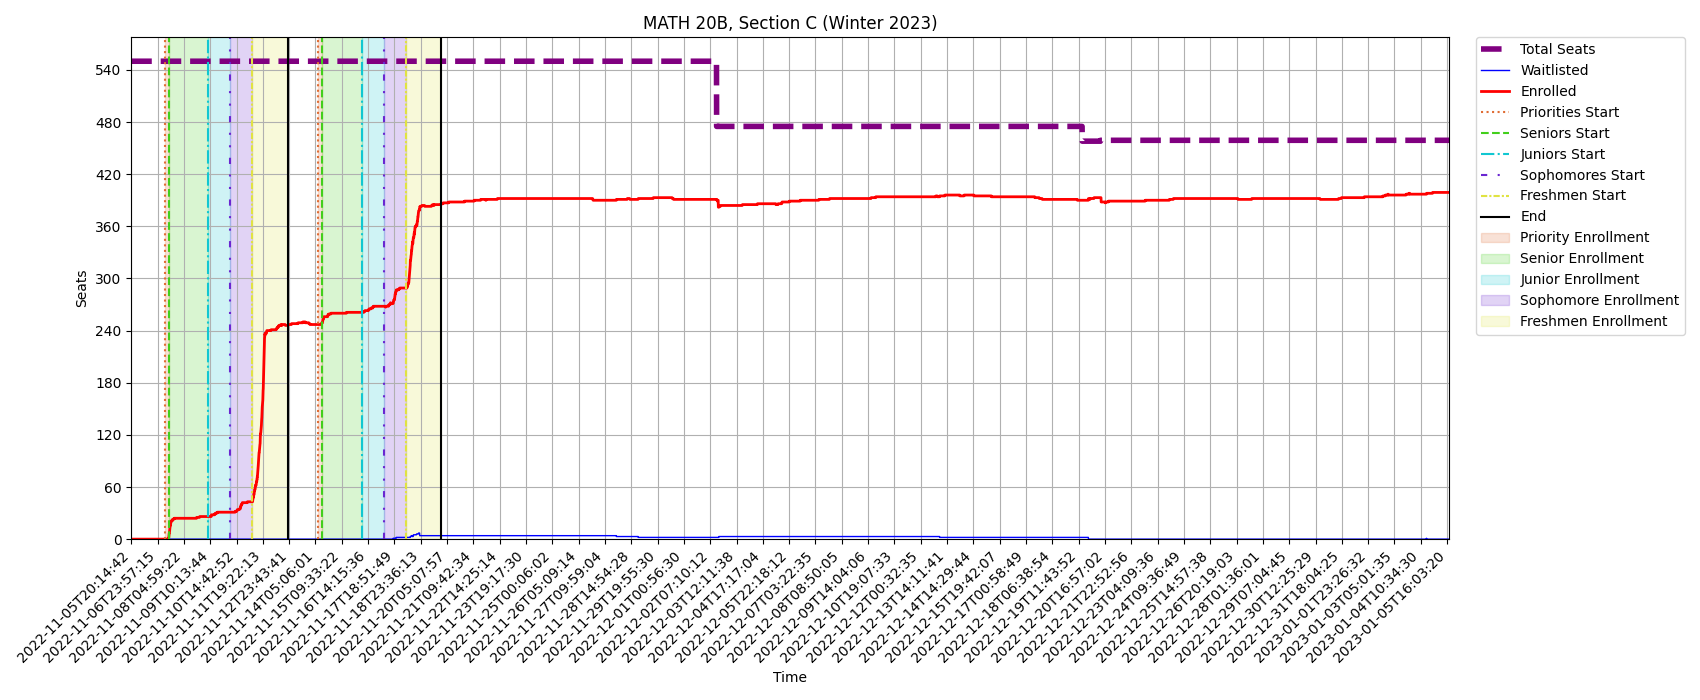 MATH 20B, Section C (Winter 2023)
Seats
540
480
420
360
300
240
180
120
60
0
2022-11-05T20:14:42
2022-11-06T23:57:15
2022-11-08T04:59:22
2022-11-09T10:13:44
2022-11-10T14:42:52
2022-11-11T19:22:13
2022-11-12T23:43:41
2022-11-14T05:06:01
2022-11-15T09:33:22
2022-11-16T14:15:36
2022-11-17T18:51:49
2022-11-18T23:36:13
2022-11-20T05:07:57
2022-11-21T09:42:34
2022-11-22T14:25:14
2022-11-23T19:17:30
2022-11-25T00:06:02
2022-11-26T05:09:14
2022-11-27T09:59:04
2022-11-28T14:54:28
2022-11-29T19:55:30
2022-12-01T00:56:30
2022-12-02T07:10:12
2022-12-03T12:11:38
2022-12-04T17:17:04
2022-12-05T22:18:12
2022-12-07T03:22:35
2022-12-08T08:50:05
2022-12-09T14:04:06
2022-12-10T19:07:33
2022-12-12T00:32:35
2022-12-13T14:11:41
2022-12-14T14:29:44
2022-12-15T19:42:07
2022-12-17T00:58:49
2022-12-18T06:38:54
2022-12-19T11:43:52
2022-12-20T16:57:02
2022-12-21T22:52:56
2022-12-23T04:09:36
2022-12-24T09:36:49
2022-12-25T14:57:38
2022-12-26T20:19:03
2022-12-28T01:36:01
2022-12-29T07:04:45
2022-12-30T12:25:29
2022-12-31T18:04:25
2023-01-01T23:26:32
2023-01-03T05:01:35
2023-01-04T10:34:30
2023-01-05T16:03:20
Time
Total Seats
Waitlisted
Enrolled
Priorities Start
Seniors Start
Juniors Start
Sophomores Start
Freshmen Start
End
Priority Enrollment
Senior Enrollment
Junior Enrollment
Sophomore Enrollment
Freshmen Enrollment